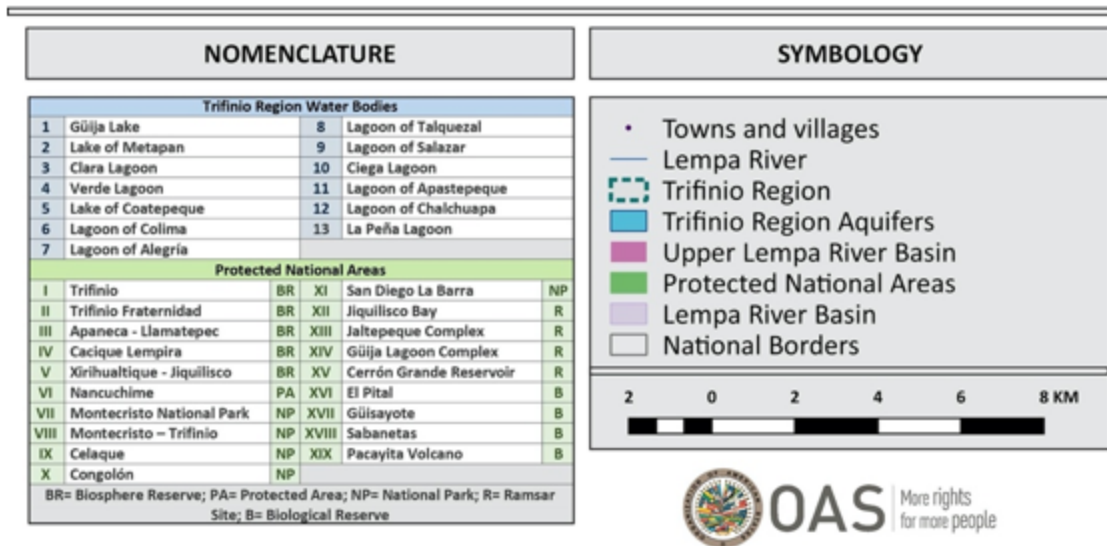 NOMENCLATURE
Trifinio Region Water Bodies
1 Güija Lake 8 Lagoon of Talquezal
2 Lake of Metapan 9 Lagoon of Salazar
3 Clara Lagoon 10 Ciega Lagoon
4 Verde Lagoon 11 Lagoon of Apastepeque
5 Lake of Coatepeque 12 Lagoon of Chalchuapa
6 Lagoon of Colima 13 La Peña Lagoon
7 Lagoon of Alegría
Protected National Areas
I Trifinio BR XI San Diego La Barra NP
II Trifinio Fraternidad BR XII Jiquilisco Bay R
III Apaneca - Llamatepec BR XIII Jaltepeque Complex R
IV Cacique Lempira BR XIV Güija Lagoon Complex R
V Xirihualtique - Jiquilisco BR XV Cerrón Grande Reservoir R
VI Nancuchime PA XVI El Pital B
VII Montecristo National Park NP XVII Güisayote B
VIII Montecristo – Trifinio NP XVIII Sabanetas B
IX Celaque NP XIX Pacayita Volcano B
X Congolón NP
BR= Biosphere Reserve; PA= Protected Area; NP= National Park; R= Ramsar
Site; B= Biological Reserve
SYMBOLOGY
Towns and villages
Lempa River
Trifinio Region
Trifinio Region Aquifers
Upper Lempa River Basin
Protected National Areas
Lempa River Basin
National Borders
2 0 2 4 6 8 KM
OAS
More rights
for more people